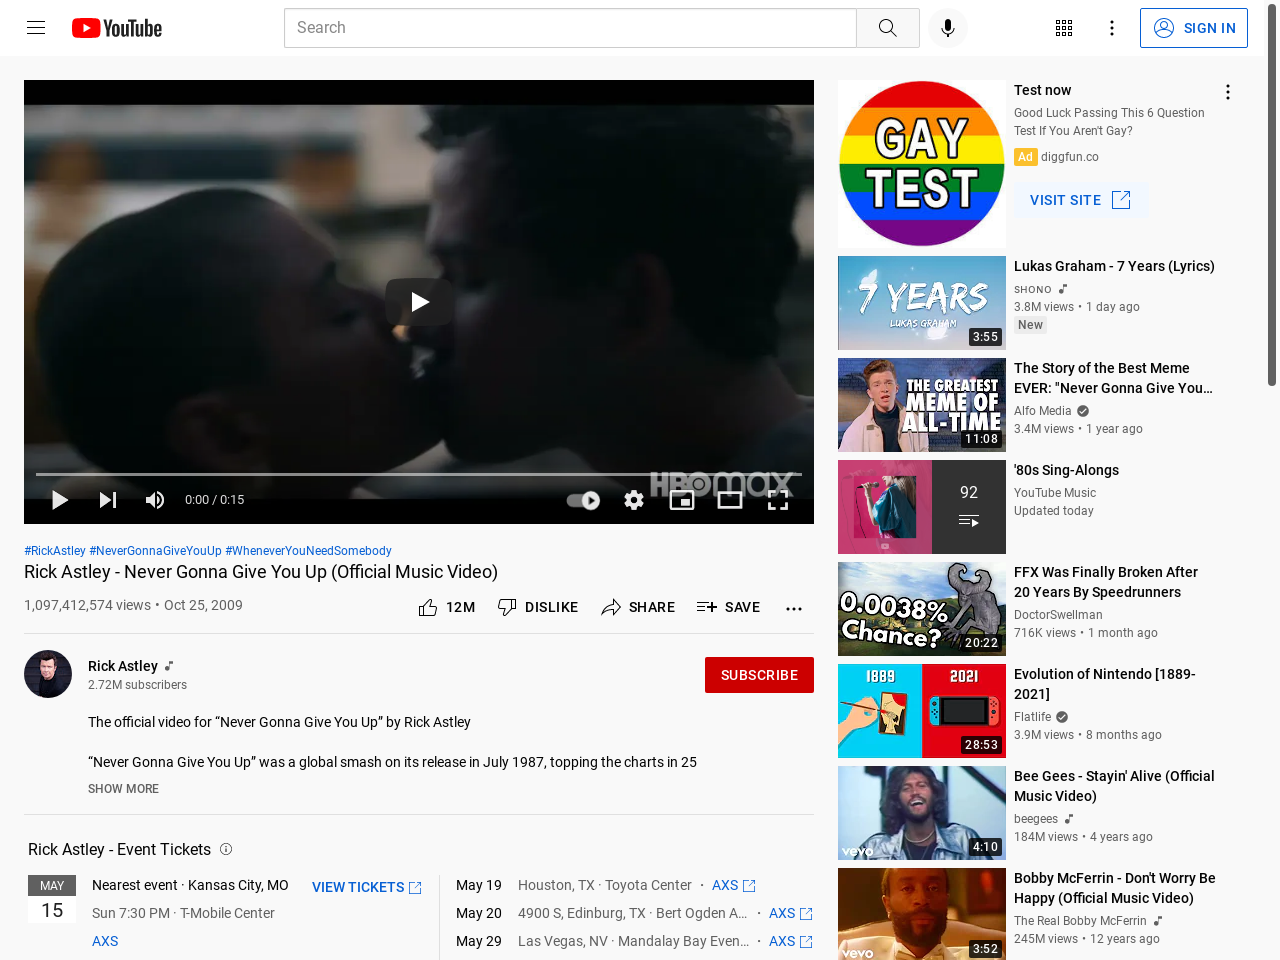 YouTube
Search
SIGN IN
HBOMAX
0:00 / 0:15
#RickAstley #NeverGonnaGiveYouUp #WheneverYouNeedSomebody
Rick Astley - Never Gonna Give You Up (Official Music Video)
1,097,412,574 views • Oct 25, 2009
12M
DISLIKE
SHARE
SAVE
Rick Astley
2.72M subscribers
SUBSCRIBE
The official video for “Never Gonna Give You Up” by Rick Astley
“Never Gonna Give You Up” was a global smash on its release in July 1987, topping the charts in 25
SHOW MORE
Rick Astley - Event Tickets
MAY
15
Nearest event · Kansas City, MO
Sun 7:30 PM · T-Mobile Center
AXS
VIEW TICKETS
May 19 Houston, TX · Toyota Center · AXS
May 20 4900 S, Edinburg, TX · Bert Ogden A... · AXS
May 29 Las Vegas, NV · Mandalay Bay Even... · AXS
GAY
TEST
Test now
Good Luck Passing This 6 Question
Test If You Aren't Gay?
Ad diggfun.co
VISIT SITE
7 YEARS
LUKAS GRAHAM
3:55
Lukas Graham - 7 Years (Lyrics)
SHONO
3.8M views • 1 day ago
New
THE GREATEST
MEME OF
ALL-TIME
11:08
The Story of the Best Meme
EVER: "Never Gonna Give You...
Alfo Media
3.4M views • 1 year ago
92
'80s Sing-Alongs
YouTube Music
Updated today
0.0038%
Chance?
20:22
FFX Was Finally Broken After
20 Years By Speedrunners
DoctorSwellman
716K views • 1 month ago
1889
2021
28:53
Evolution of Nintendo [1889-
2021]
Flatlife
3.9M views • 8 months ago
vevo
4:10
Bee Gees - Stayin' Alive (Official
Music Video)
beegees
184M views • 4 years ago
vevo
3:52
Bobby McFerrin - Don't Worry Be
Happy (Official Music Video)
The Real Bobby McFerrin
245M views • 12 years ago